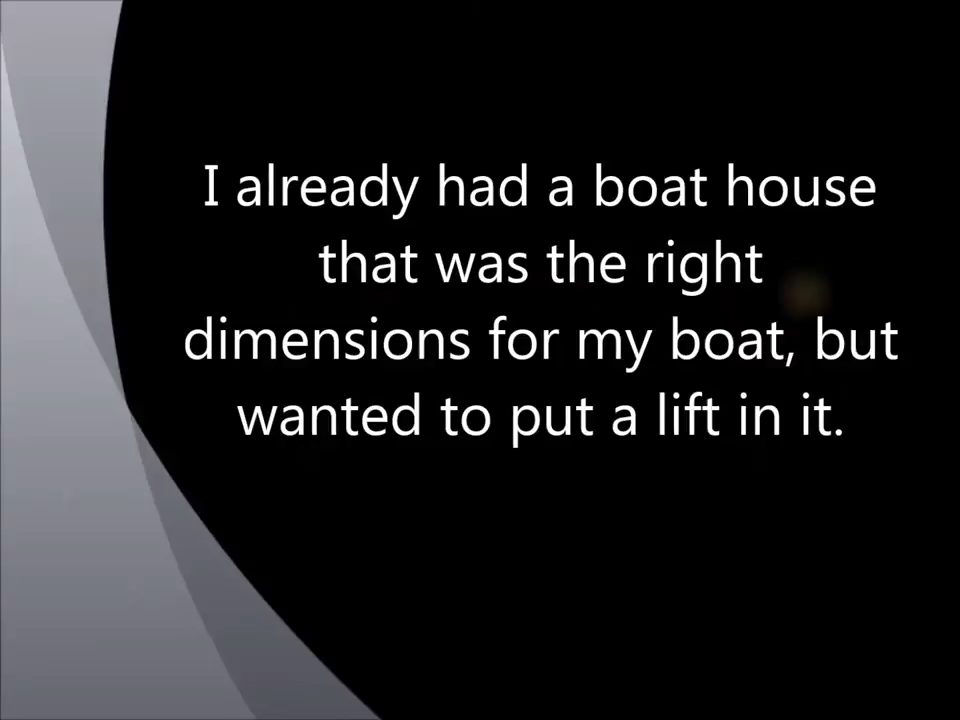 I already had a boat house
that was the right
dimensions for my boat, but
wanted to put a lift in it.